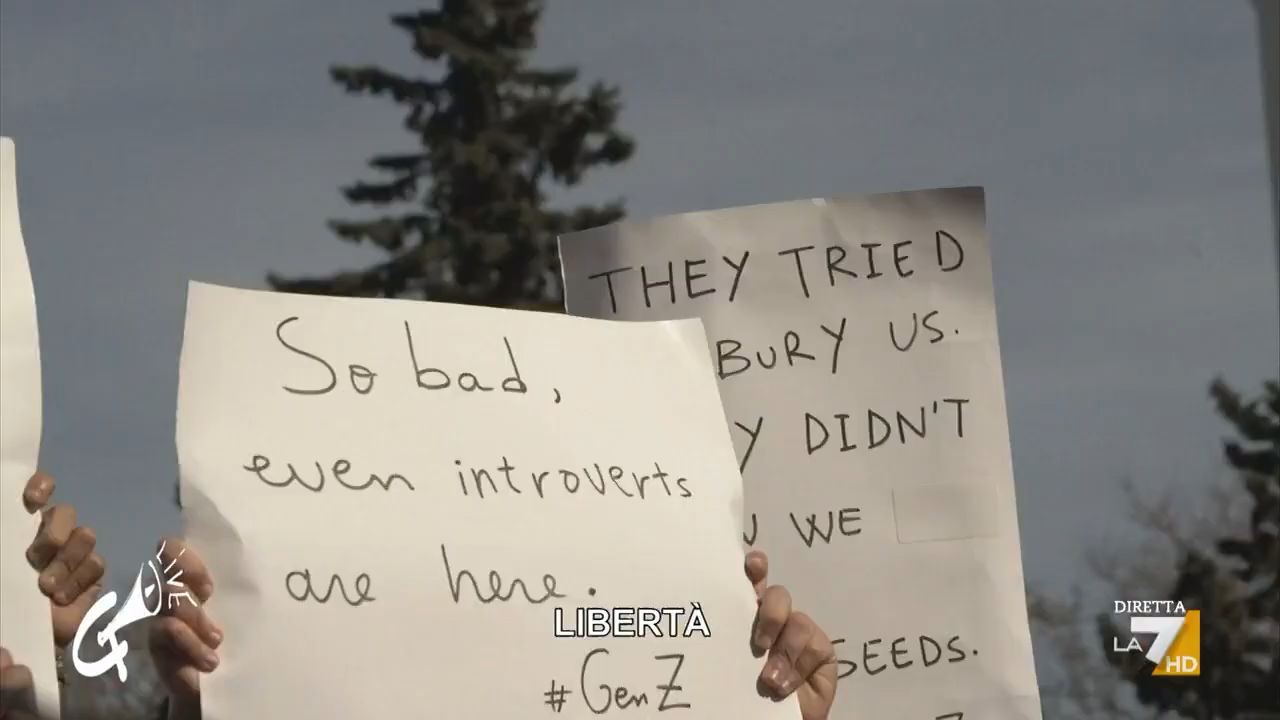 So bad,
even introverts
are here.
#GenZ
THEY TRIED
BURY US.
Y DIDN'T
WE
SEEDS.
LIBERTÀ
LIVE
DIRETTA
LA 7 HD